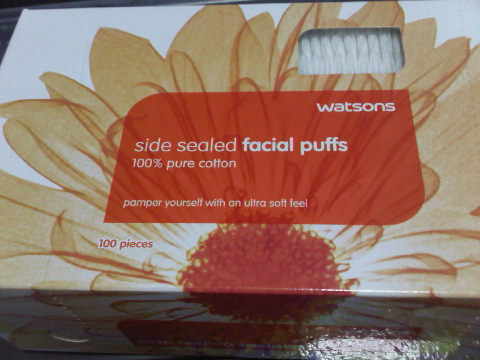 watsons
side sealed facial puffs
100% pure cotton
pamper yourself with an ultra soft feel
100 pieces